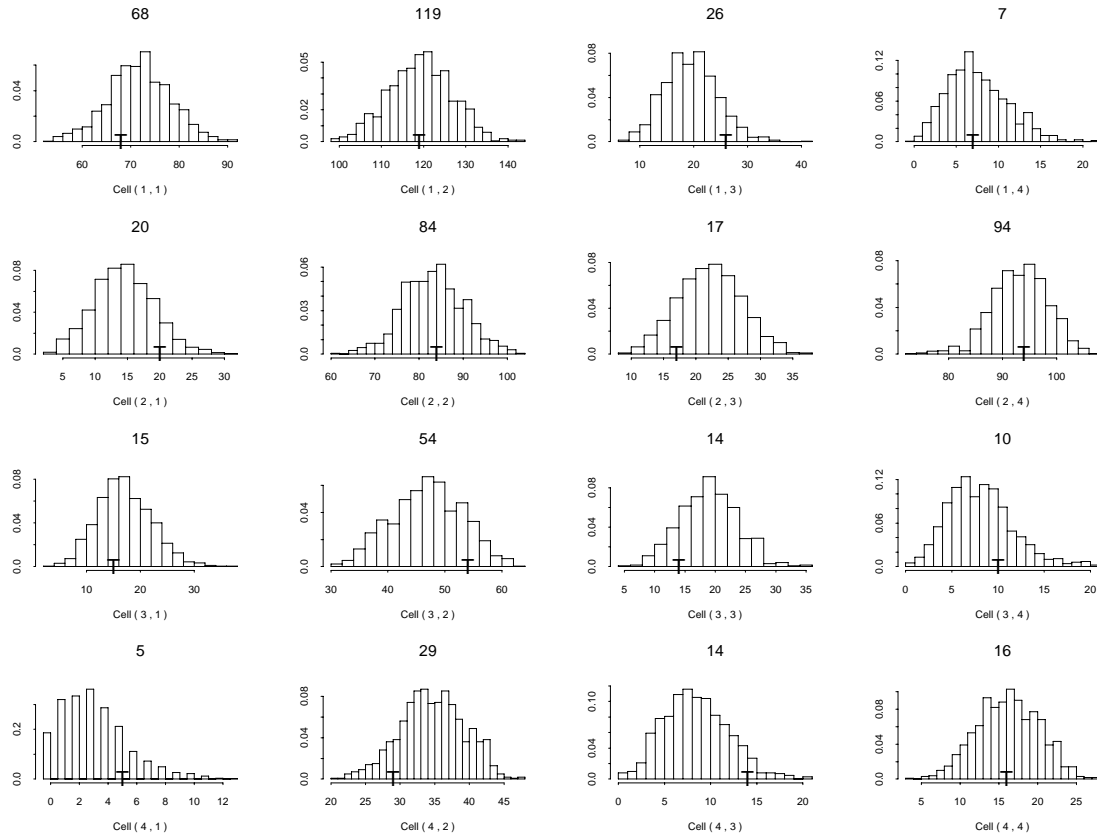 68 119 26 7
0.0 0.04
60 70 80 90
Cell ( 1 , 1 )
0.0 0.02 0.05
100 110 120 130 140
Cell ( 1 , 2 )
0.0 0.04 0.08
10 20 30 40
Cell ( 1 , 3 )
0.0 0.06 0.12
0 5 10 15 20
Cell ( 1 , 4 )
20 84 17 94
0.0 0.04 0.08
5 10 15 20 25 30
Cell ( 2 , 1 )
0.0 0.03 0.06
60 70 80 90 100
Cell ( 2 , 2 )
0.0 0.04 0.08
10 15 20 25 30 35
Cell ( 2 , 3 )
0.0 0.04 0.08
80 90 100
Cell ( 2 , 4 )
15 54 14 10
0.0 0.04 0.08
10 20 30
Cell ( 3 , 1 )
0.0 0.04
30 40 50 60
Cell ( 3 , 2 )
0.0 0.04 0.08
5 10 15 20 25 30 35
Cell ( 3 , 3 )
0.0 0.06 0.12
0 5 10 15 20
Cell ( 3 , 4 )
5 29 14 16
0.0 0.2
0 2 4 6 8 10 12
Cell ( 4 , 1 )
0.0 0.04 0.08
20 25 30 35 40 45
Cell ( 4 , 2 )
0.0 0.04 0.10
0 5 10 15 20
Cell ( 4 , 3 )
0.0 0.04 0.08
5 10 15 20 25
Cell ( 4 , 4 )